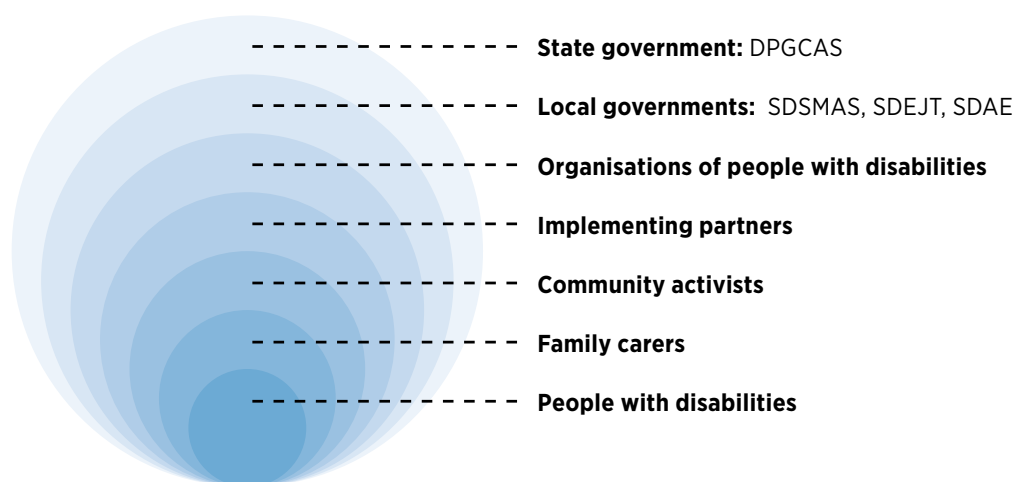 State government: DPGCAS
Local governments: SDSMAS, SDEJT, SDAE
Organisations of people with disabilities
Implementing partners
Community activists
Family carers
People with disabilities